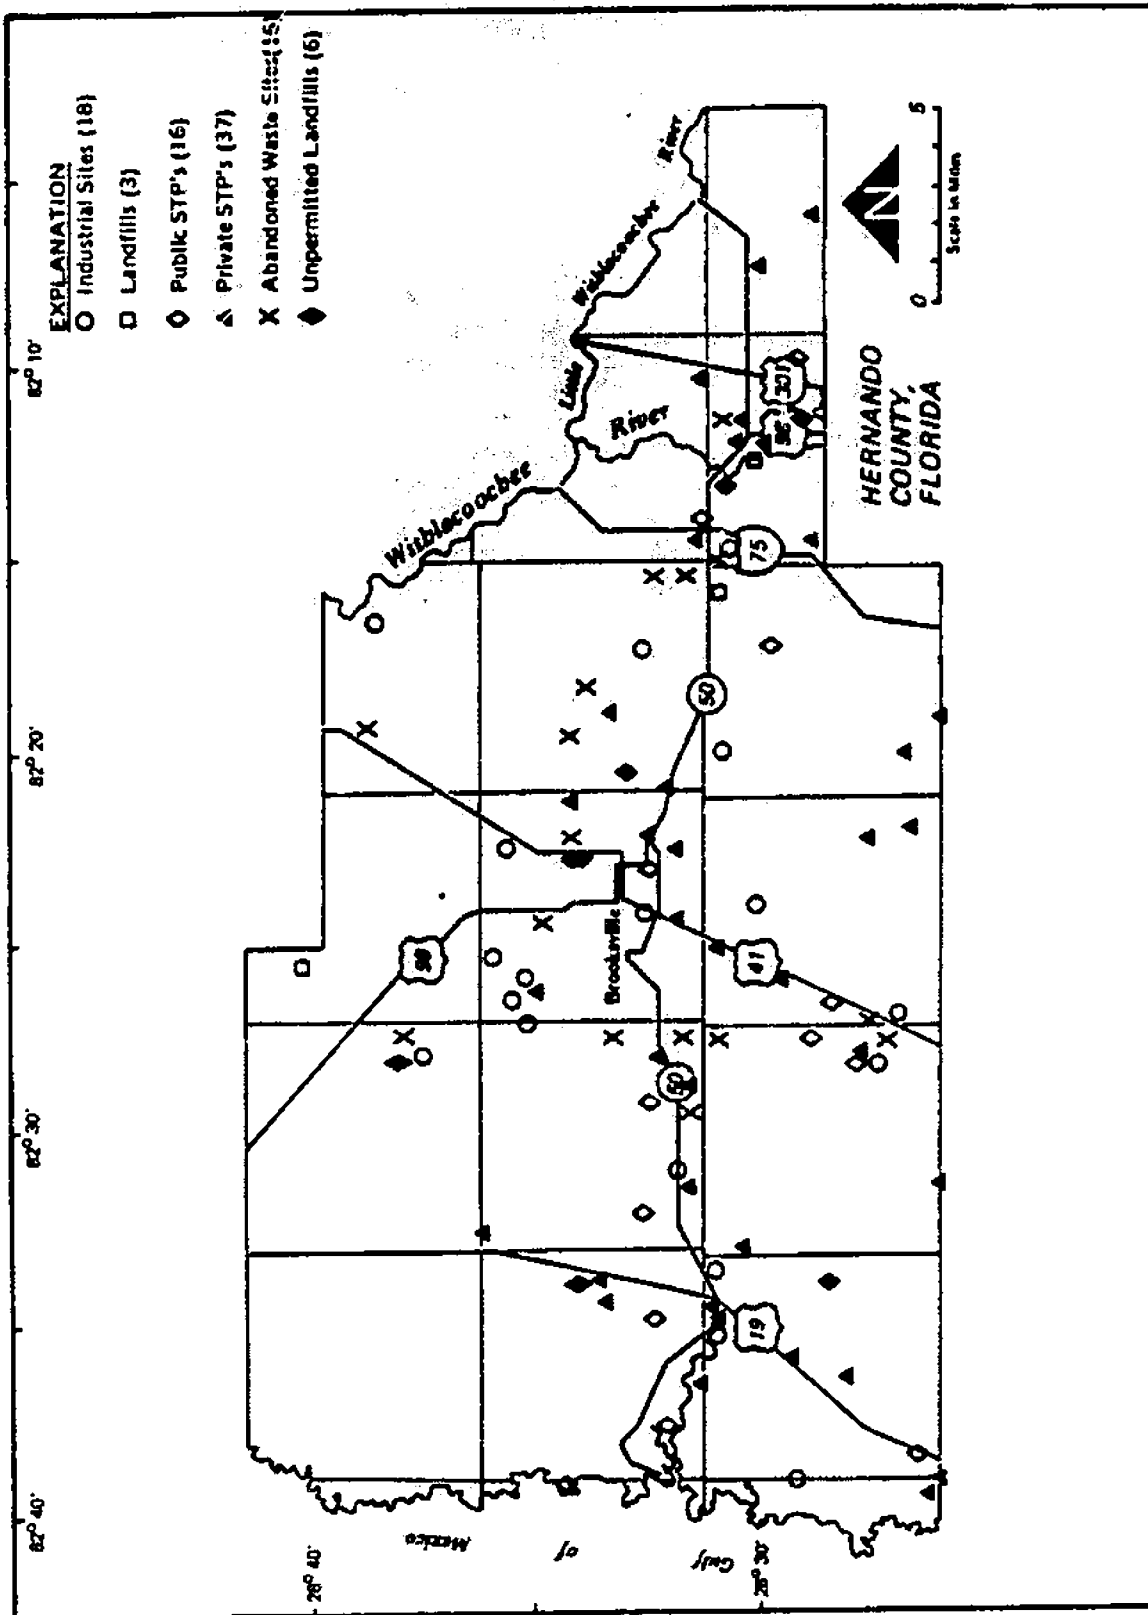 EXPLANATION
Industrial Sites (18)
Landfills (3)
Public STP's (16)
Private STP's (37)
Abandoned Waste Sites(15)
Unpermitted Landfills (6)
82° 10'
82° 20'
82° 30'
82° 40'
28° 40'
28° 30'
Withlacoochee
River
Little
Withlacoochee
River
98
50
75
301
98
41
50
19
Brooksville
Gulf
of
Mexico
HERNANDO
COUNTY,
FLORIDA
N
0
5
Scale in Miles